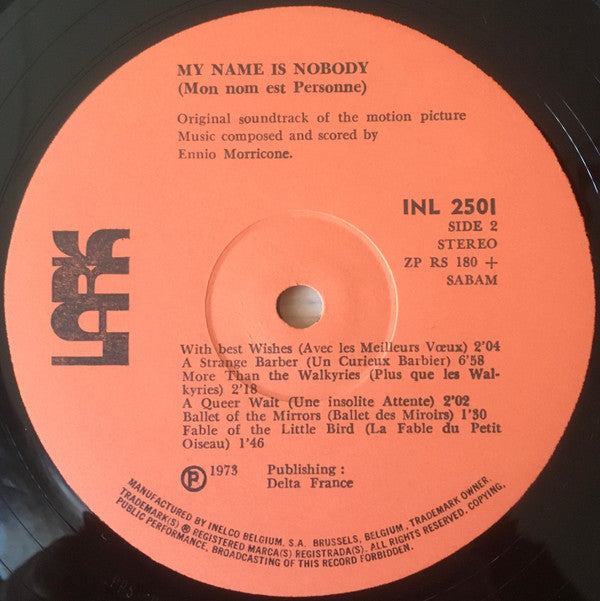 MY NAME IS NOBODY
(Mon nom est Personne)
Original soundtrack of the motion picture
Music composed and scored by
Ennio Morricone.
LARK
INL 2501
SIDE 2
STEREO
ZP RS 180 +
SABAM
With best Wishes (Avec les Meilleurs Vœux) 2'04
A Strange Barber (Un Curieux Barbier) 6'58
More Than the Walkyries (Plus que les Wal-
kyries) 2'18
A Queer Wait (Une insolite Attente) 2'02
Ballet of the Mirrors (Ballet des Miroirs) 1'30
Fable of the Little Bird (La Fable du Petit
Oiseau) 1'46
Ⓟ 1973 Publishing :
Delta France
MANUFACTURED BY INELCO BELGIUM, S.A. BRUSSELS, BELGIUM, TRADEMARK OWNER
TRADEMARK(S) ® REGISTERED MARCA(S) REGISTRADA(S). ALL RIGHTS RESERVED. COPYING,
PUBLIC PERFORMANCE, BROADCASTING OF THIS RECORD FORBIDDEN.